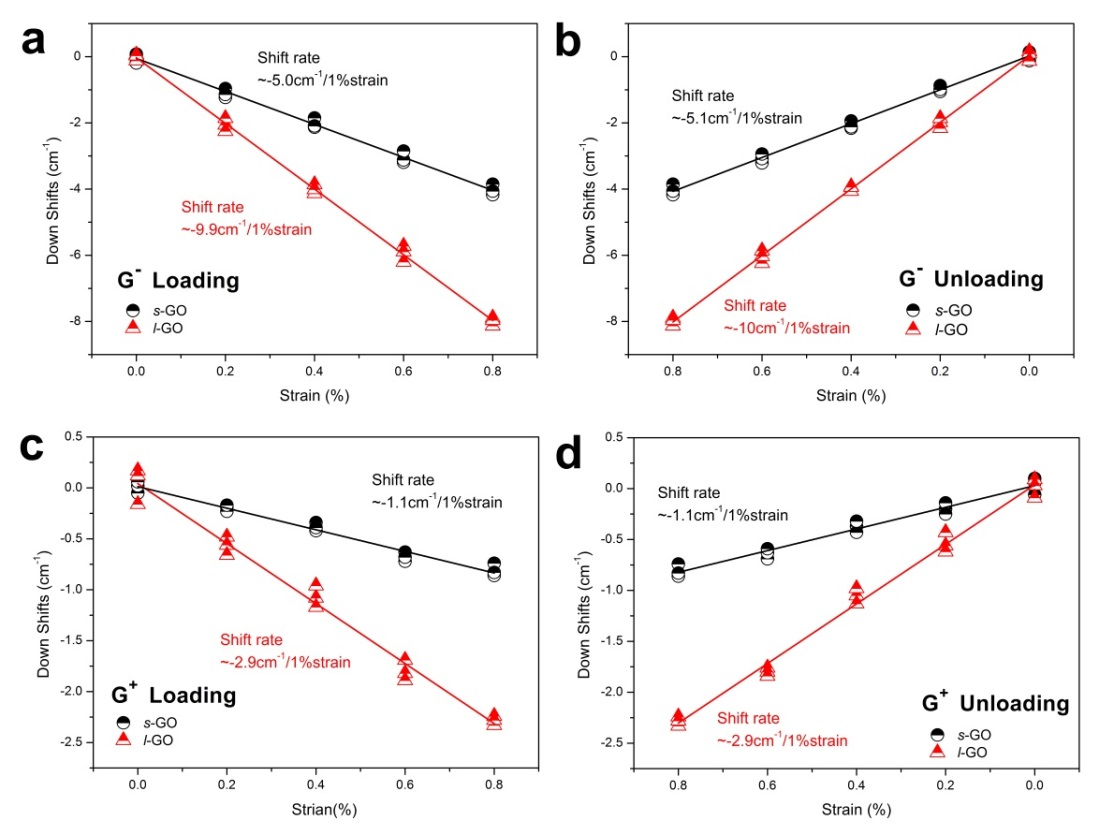 a
0
-2
-4
-6
-8
Down Shifts (cm⁻¹)
Shift rate
~-5.0cm⁻¹/1%strain
Shift rate
~-9.9cm⁻¹/1%strain
G⁻ Loading
s-GO
l-GO
0.0 0.2 0.4 0.6 0.8
Strain (%)
b
0
-2
-4
-6
-8
Down Shifts (cm⁻¹)
Shift rate
~-5.1cm⁻¹/1%strain
Shift rate
~-10cm⁻¹/1%strain
G⁻ Unloading
s-GO
l-GO
0.8 0.6 0.4 0.2 0.0
Strain (%)
c
0.5
0.0
-0.5
-1.0
-1.5
-2.0
-2.5
Down Shifts (cm⁻¹)
Shift rate
~-1.1cm⁻¹/1%strain
Shift rate
~-2.9cm⁻¹/1%strain
G⁺ Loading
s-GO
l-GO
0.0 0.2 0.4 0.6 0.8
Strian(%)
d
0.5
0.0
-0.5
-1.0
-1.5
-2.0
-2.5
Down Shifts (cm⁻¹)
Shift rate
~-1.1cm⁻¹/1%strain
Shift rate
~-2.9cm⁻¹/1%strain
G⁺ Unloading
s-GO
l-GO
0.8 0.6 0.4 0.2 0.0
Strain (%)